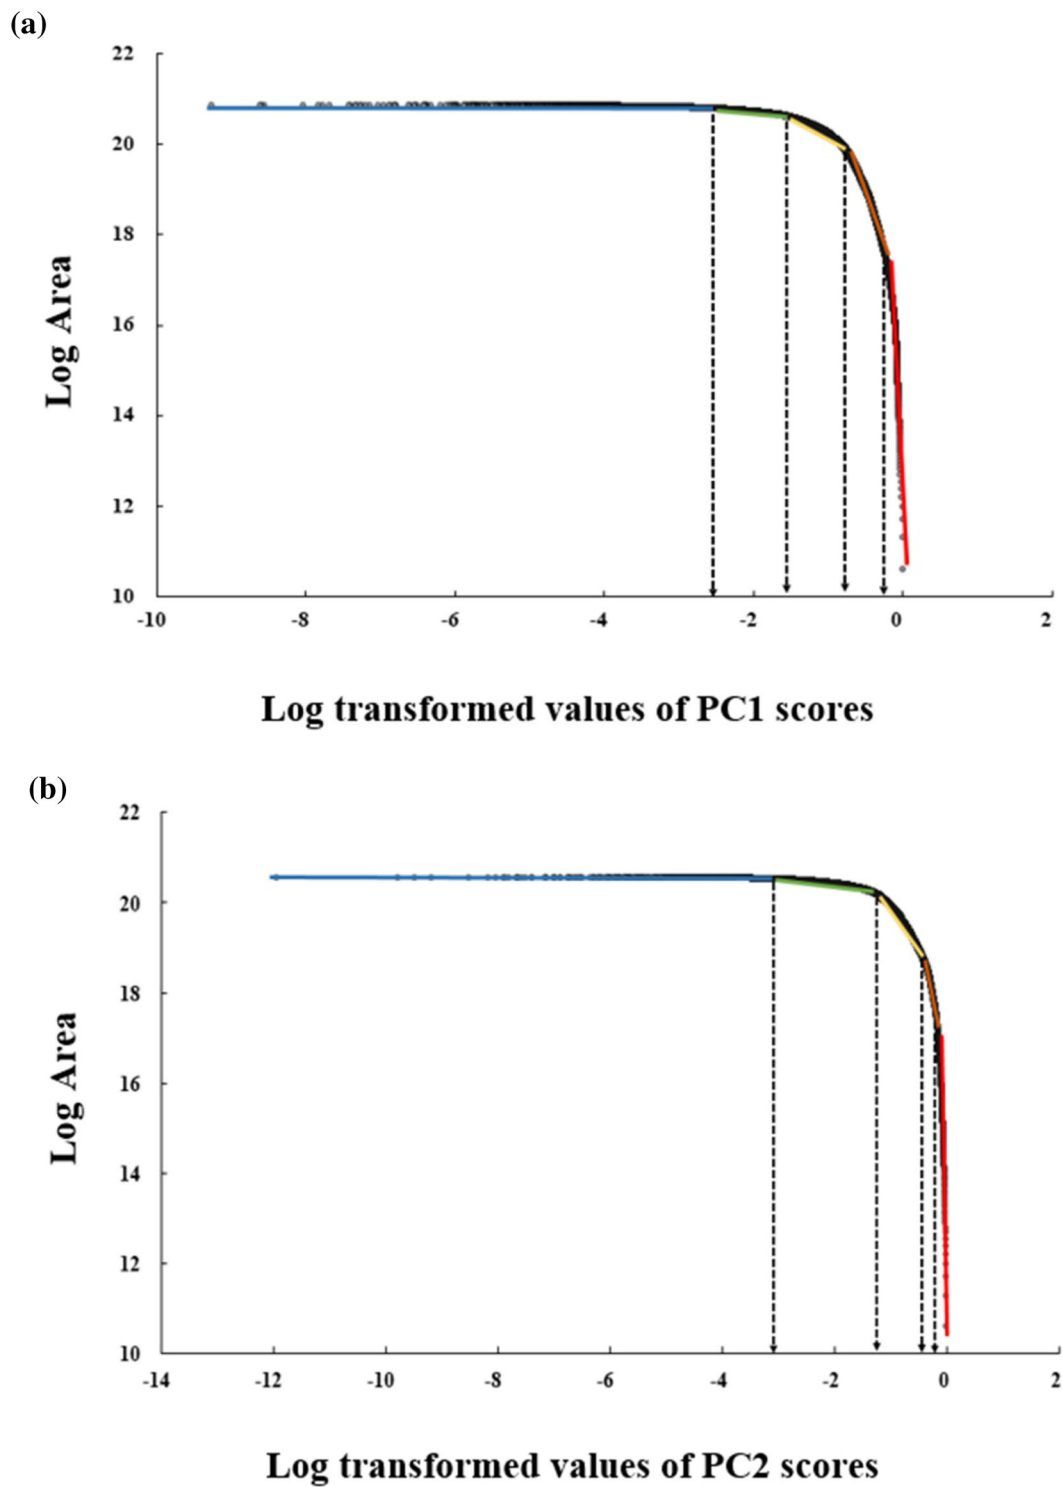 (a)
22
20
18
16
14
12
10
Log Area
-10 -8 -6 -4 -2 0 2
Log transformed values of PC1 scores
(b)
22
20
18
16
14
12
10
Log Area
-14 -12 -10 -8 -6 -4 -2 0 2
Log transformed values of PC2 scores